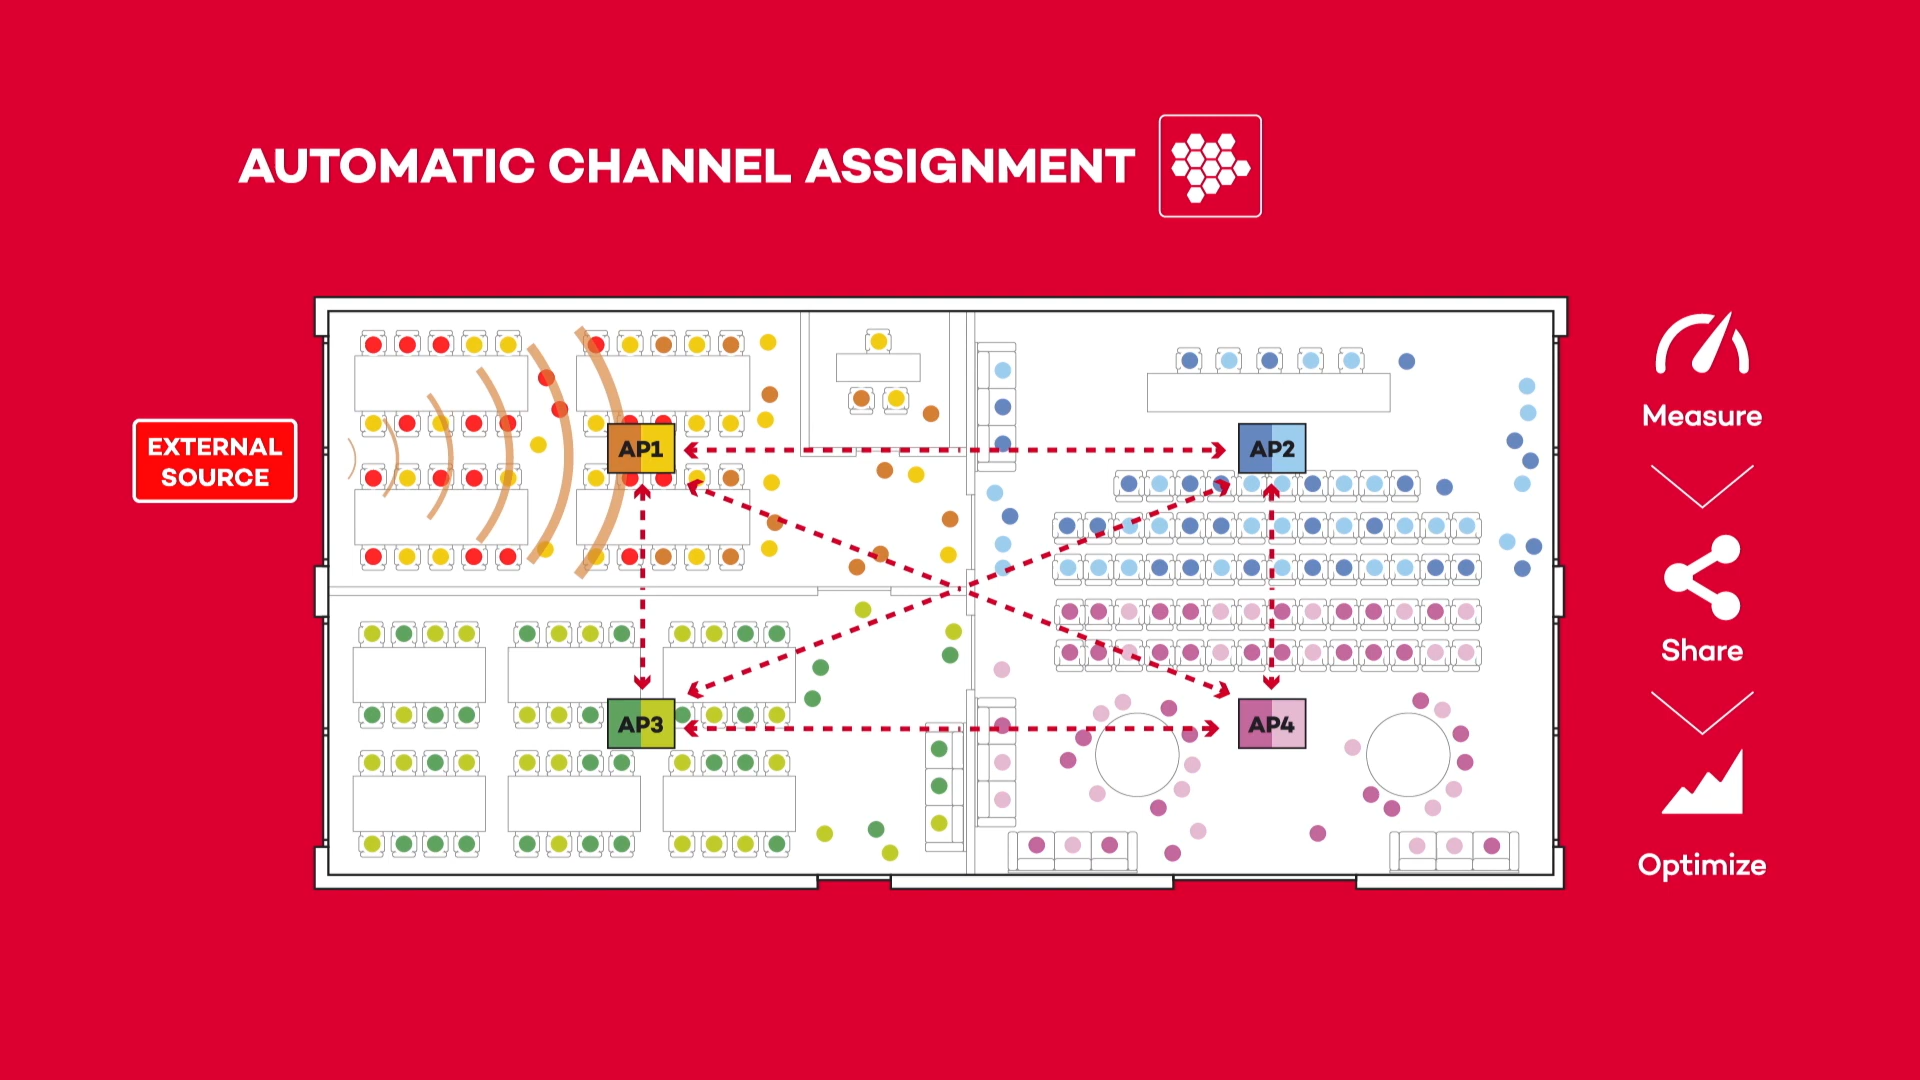 AUTOMATIC CHANNEL ASSIGNMENT
EXTERNAL
SOURCE
AP1
AP2
AP3
AP4
Measure
Share
Optimize